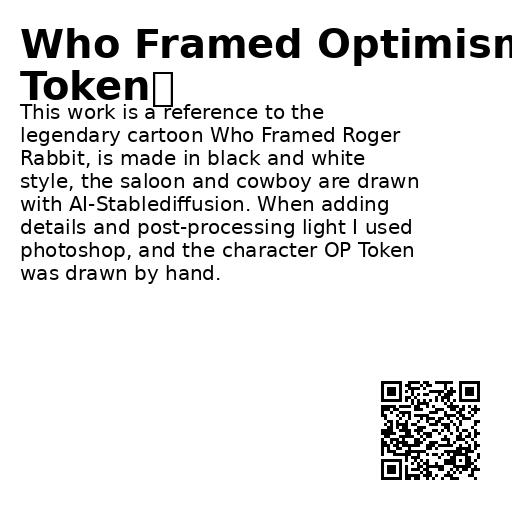 Who Framed Optimism
Token
This work is a reference to the
legendary cartoon Who Framed Roger
Rabbit, is made in black and white
style, the saloon and cowboy are drawn
with AI-Stablediffusion. When adding
details and post-processing light I used
photoshop, and the character OP Token
was drawn by hand.